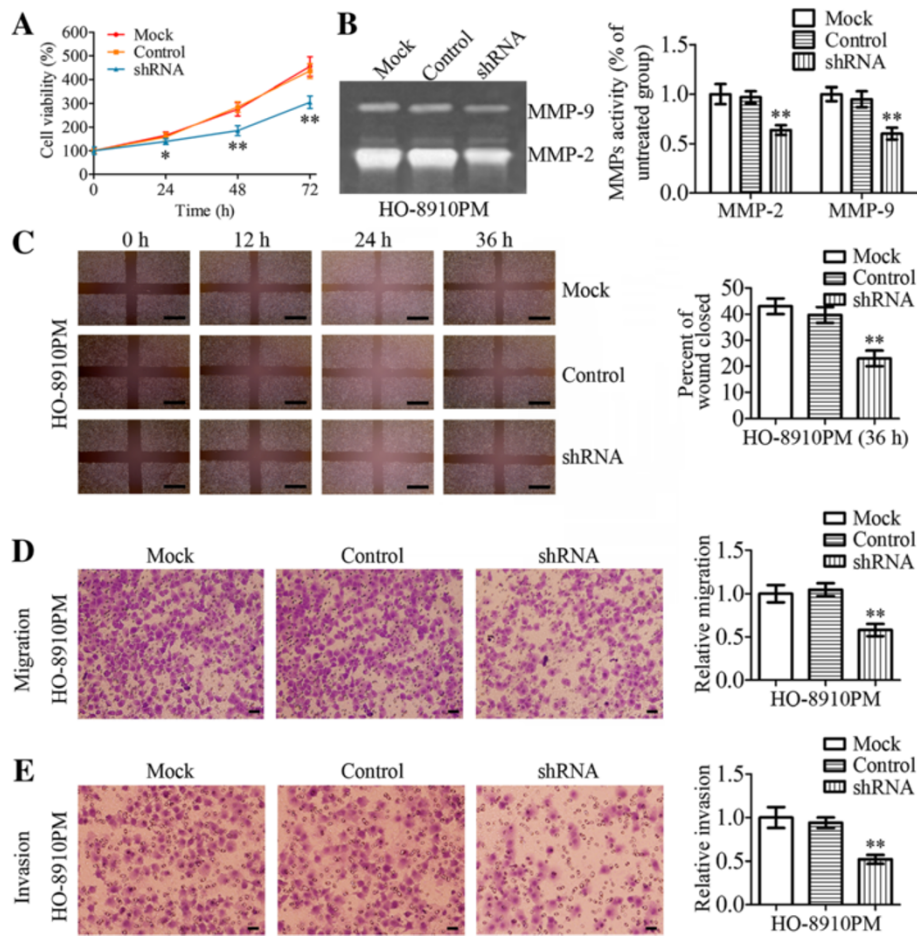 A
Cell viability (%)
600
500
400
300
200
100
0
0
24
48
72
Time (h)
Mock
Control
shRNA
*
**
**
B
Mock
Control
shRNA
MMP-9
MMP-2
HO-8910PM
MMPs activity (% of
untreated group)
1.5
1.0
0.5
0.0
Mock
Control
shRNA
**
**
MMP-2
MMP-9
C
0 h
12 h
24 h
36 h
HO-8910PM
Mock
Control
shRNA
Percent of
wound closed
50
40
30
20
10
0
Mock
Control
shRNA
**
HO-8910PM (36 h)
D
Mock
Control
shRNA
Migration
HO-8910PM
Relative migration
1.5
1.0
0.5
0.0
Mock
Control
shRNA
**
HO-8910PM
E
Mock
Control
shRNA
Invasion
HO-8910PM
Relative invasion
1.5
1.0
0.5
0.0
Mock
Control
shRNA
**
HO-8910PM